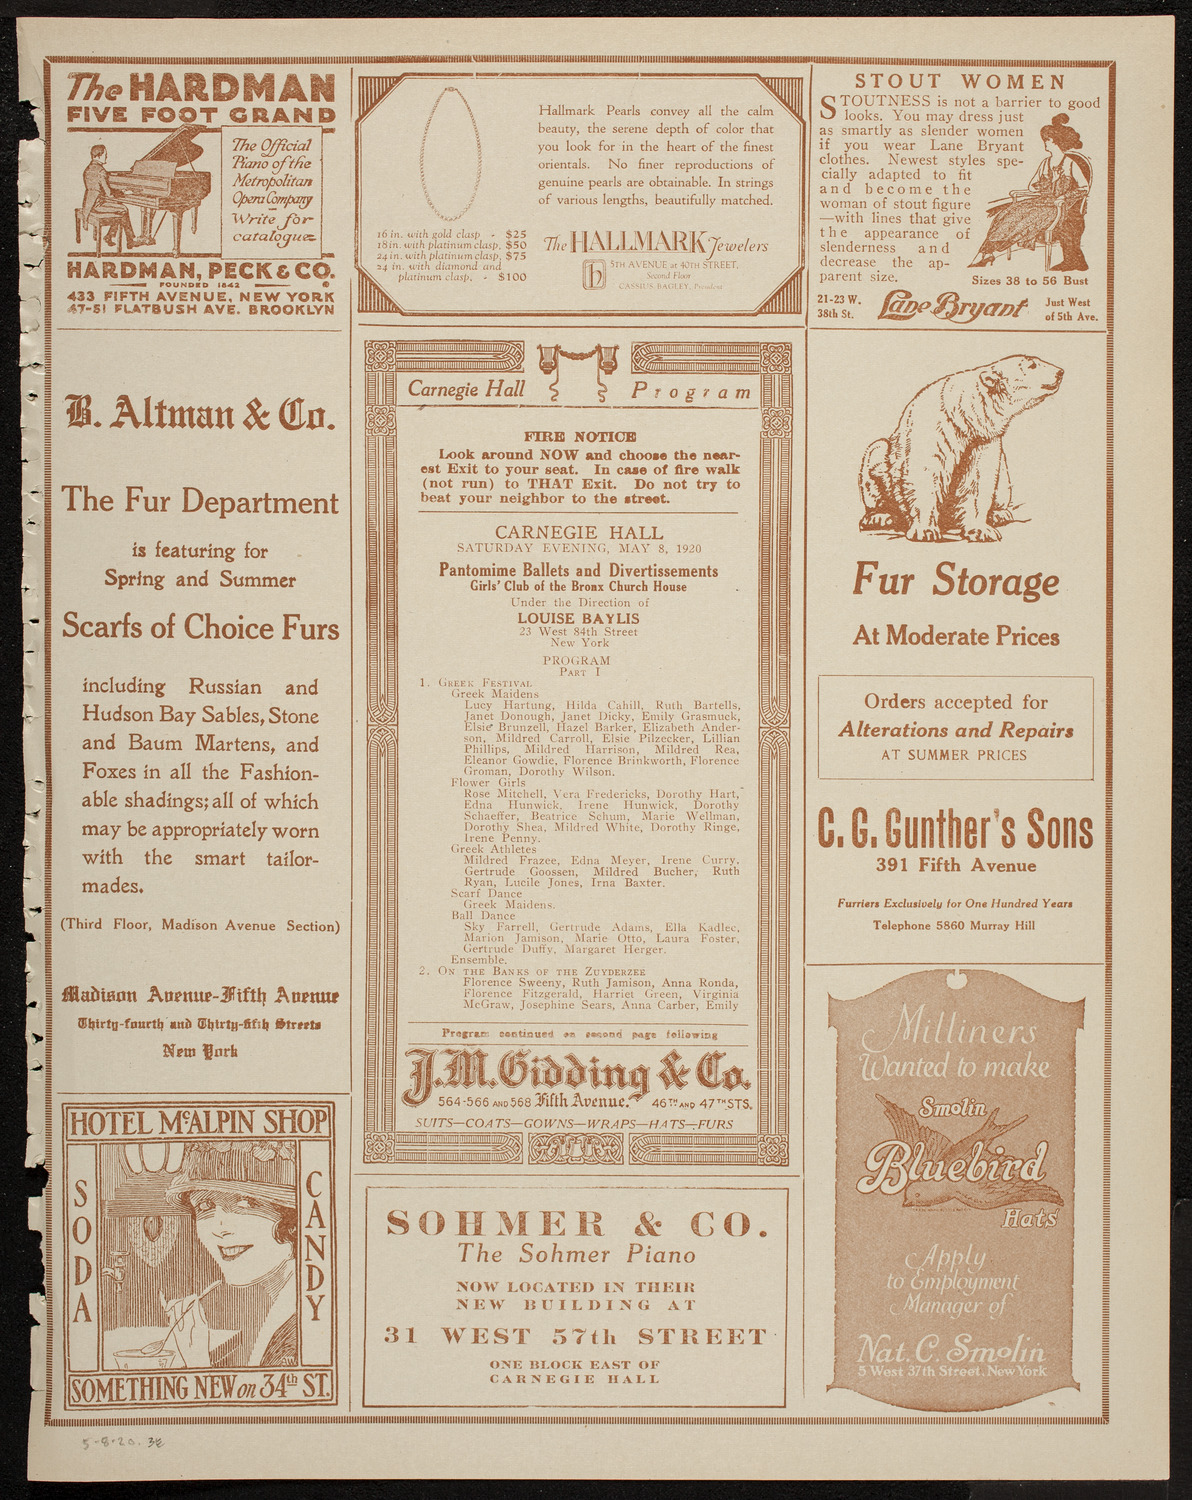 The HARDMAN
FIVE FOOT GRAND
The Official
Piano of the
Metropolitan
Opera Company
Write for
catalogue
HARDMAN, PECK & CO.
FOUNDED 1842
433 FIFTH AVENUE, NEW YORK
47-51 FLATBUSH AVE. BROOKLYN
B. Altman & Co.
The Fur Department
is featuring for
Spring and Summer
Scarfs of Choice Furs
including Russian and
Hudson Bay Sables, Stone
and Baum Martens, and
Foxes in all the Fashion-
able shadings; all of which
may be appropriately worn
with the smart tailor-
mades.
(Third Floor, Madison Avenue Section)
Madison Avenue-Fifth Avenue
Thirty-fourth and Thirty-fifth Streets
New York
HOTEL McALPIN SHOP
SODA
CANDY
SOMETHING NEW on 34th ST.
Hallmark Pearls convey all the calm
beauty, the serene depth of color that
you look for in the heart of the finest
orientals. No finer reproductions of
genuine pearls are obtainable. In strings
of various lengths, beautifully matched.
16 in. with gold clasp - $25
18 in. with platinum clasp, $50
24 in. with platinum clasp, $75
24 in. with diamond and
platinum clasp. - $100
The HALLMARK Jewelers
5TH AVENUE at 40TH STREET,
Second Floor
CASSIUS BAGLEY, President
Carnegie Hall Program
FIRE NOTICE
Look around NOW and choose the near-
est Exit to your seat. In case of fire walk
(not run) to THAT Exit. Do not try to
beat your neighbor to the street.
CARNEGIE HALL
SATURDAY EVENING, MAY 8, 1920
Pantomime Ballets and Divertissements
Girls' Club of the Bronx Church House
Under the Direction of
LOUISE BAYLIS
23 West 84th Street
New York
PROGRAM
PART I
1. GREEK FESTIVAL
Greek Maidens
Lucy Hartung, Hilda Cahill, Ruth Bartells,
Janet Donough, Janet Dicky, Emily Grasmuck,
Elsie Brunzell, Hazel Barker, Elizabeth Ander-
son, Mildred Carroll, Elsie Pilzecker, Lillian
Phillips, Mildred Harrison, Mildred Rea,
Eleanor Gowdie, Florence Brinkworth, Florence
Groman, Dorothy Wilson.
Flower Girls
Rose Mitchell, Vera Fredericks, Dorothy Hart,
Edna Hunwick, Irene Hunwick, Dorothy
Schaeffer, Beatrice Schum, Marie Wellman,
Dorothy Shea, Mildred White, Dorothy Ringe,
Irene Penny.
Greek Athletes
Mildred Frazee, Edna Meyer, Irene Curry,
Gertrude Goossen, Mildred Bucher, Ruth
Ryan, Lucile Jones, Irna Baxter.
Scarf Dance
Greek Maidens.
Ball Dance
Sky Farrell, Gertrude Adams, Ella Kadlec,
Marion Jamison, Marie Otto, Laura Foster,
Gertrude Duffy, Margaret Herger.
Ensemble.
2. ON THE BANKS OF THE ZUYDERZEE
Florence Sweeny, Ruth Jamison, Anna Ronda,
Florence Fitzgerald, Harriet Green, Virginia
McGraw, Josephine Sears, Anna Carber, Emily
Program continued on second page following
J.M. Gidding & Co.
564-566 AND 568 Fifth Avenue. 46TH AND 47TH STS.
SUITS—COATS—GOWNS—WRAPS—HATS—FURS
SOHMER & CO.
The Sohmer Piano
NOW LOCATED IN THEIR
NEW BUILDING AT
31 WEST 57th STREET
ONE BLOCK EAST OF
CARNEGIE HALL
STOUT WOMEN
STOUTNESS is not a barrier to good
looks. You may dress just
as smartly as slender women
if you wear Lane Bryant
clothes. Newest styles spe-
cially adapted to fit
and become the
woman of stout figure
—with lines that give
the appearance of
slenderness and
decrease the ap-
parent size.
Sizes 38 to 56 Bust
21-23 W.
38th St.
Lane Bryant
Just West
of 5th Ave.
Fur Storage
At Moderate Prices
Orders accepted for
Alterations and Repairs
AT SUMMER PRICES
C. G. Gunther's Sons
391 Fifth Avenue
Furriers Exclusively for One Hundred Years
Telephone 5860 Murray Hill
Milliners
Wanted to make
Smolin
Bluebird
Hats
Apply
to Employment
Manager of
Nat. C. Smolin
5 West 37th Street, New York
5-8-20. 3E